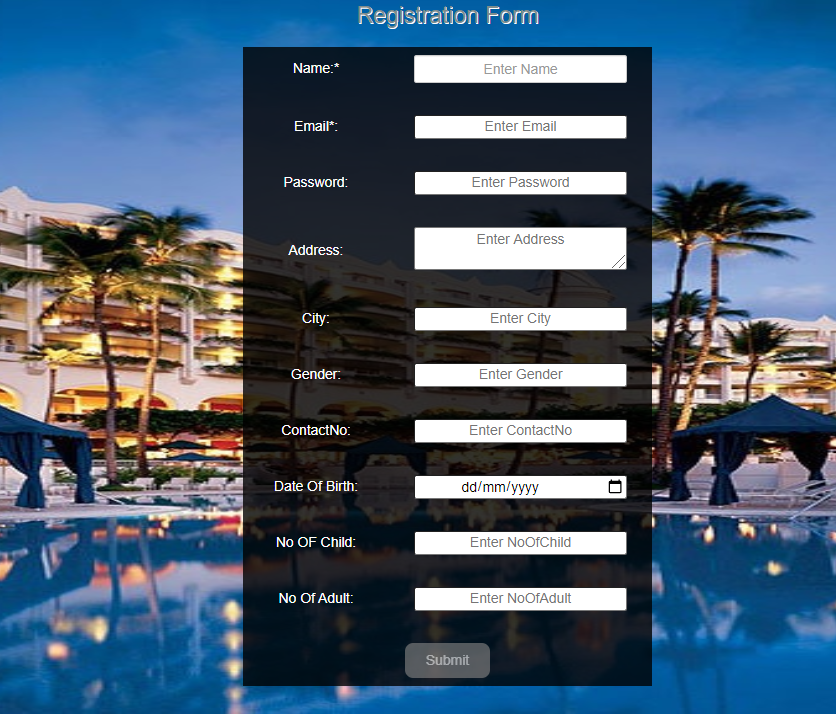 Registration Form
Name:* Enter Name
Email*: Enter Email
Password: Enter Password
Address: Enter Address
City: Enter City
Gender: Enter Gender
ContactNo: Enter ContactNo
Date Of Birth: dd/mm/yyyy
No OF Child: Enter NoOfChild
No Of Adult: Enter NoOfAdult
Submit